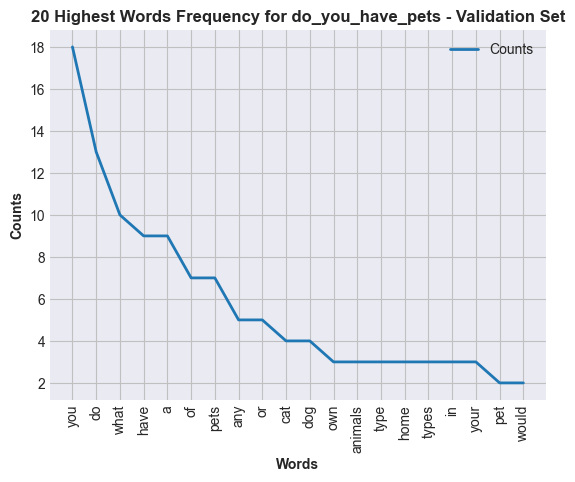 20 Highest Words Frequency for do_you_have_pets - Validation Set
Counts
Counts
18
16
14
12
10
8
6
4
2
you
do
what
have
a
of
pets
any
or
cat
dog
own
animals
type
home
types
in
your
pet
would
Words